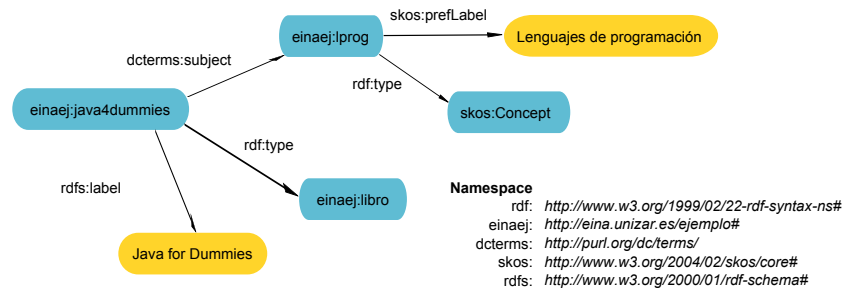 skos:prefLabel
einaej:lprog
Lenguajes de programación
dcterms:subject
rdf:type
einaej:java4dummies
skos:Concept
rdf:type
rdfs:label
einaej:libro
Java for Dummies
Namespace
rdf: http://www.w3.org/1999/02/22-rdf-syntax-ns#
einaej: http://eina.unizar.es/ejemplo#
dcterms: http://purl.org/dc/terms/
skos: http://www.w3.org/2004/02/skos/core#
rdfs: http://www.w3.org/2000/01/rdf-schema#